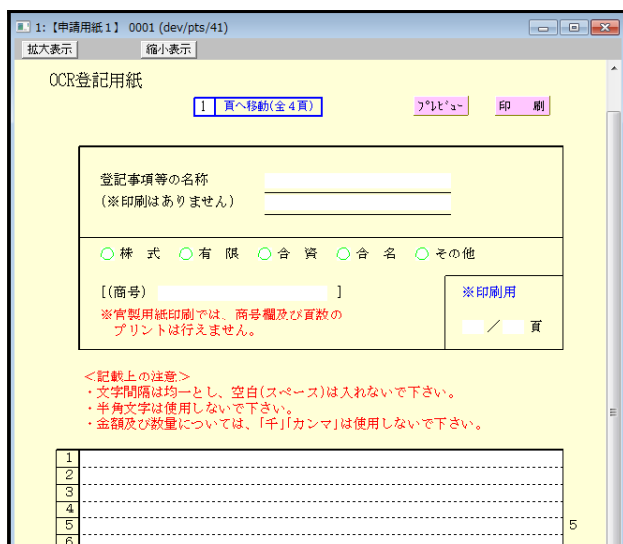 1:【申請用紙１】 0001 (dev/pts/41)
拡大表示 縮小表示
OCR登記用紙
1 頁へ移動(全４頁) ﾌﾟﾚﾋﾞｭｰ 印 刷
登記事項等の名称
(※印刷はありません)
株 式 有 限 合 資 合 名 その他
[(商号) ] ※印刷用
※官製用紙印刷では、商号欄及び頁数の
プリントは行えません。
／ 頁
＜記載上の注意＞
・文字間隔は均一とし、空白(スペース)は入れないで下さい。
・半角文字は使用しないで下さい。
・金額及び数量については、「千」「カンマ」は使用しないで下さい。
1
2
3
4
5 5
6